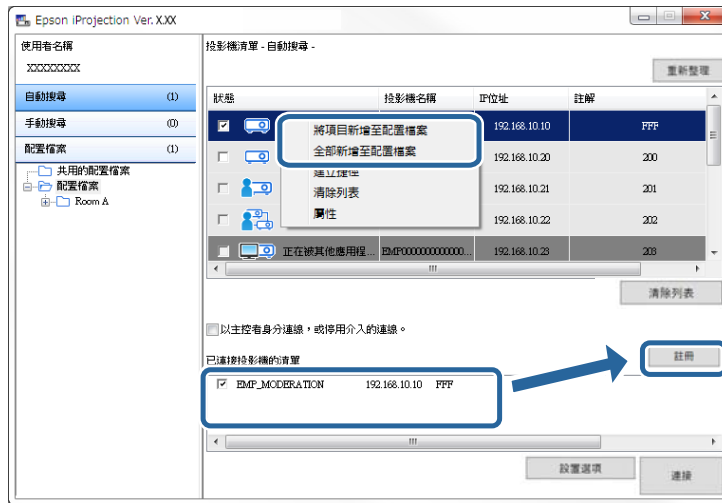 Epson iProjection Ver. X.XX
使用者名稱
XXXXXXXX
自動搜尋 (1)
手動搜尋 (0)
配置檔案 (1)
共用的配置檔案
配置檔案
Room A
投影機清單 - 自動搜尋 -
重新整理
狀態 投影機名稱 IP位址 註解
192.168.10.10 FFF
192.168.10.20 200
192.168.10.21 201
192.168.10.22 202
正在被其他應用程... EMP000000000000... 192.168.10.23 203
將項目新增至配置檔案
全部新增至配置檔案
建立捷徑
清除列表
屬性
清除列表
以主控者身分連線，或停用介入的連線。
已連接投影機的清單
註冊
EMP_MODERATION 192.168.10.10 FFF
設置選項
連接